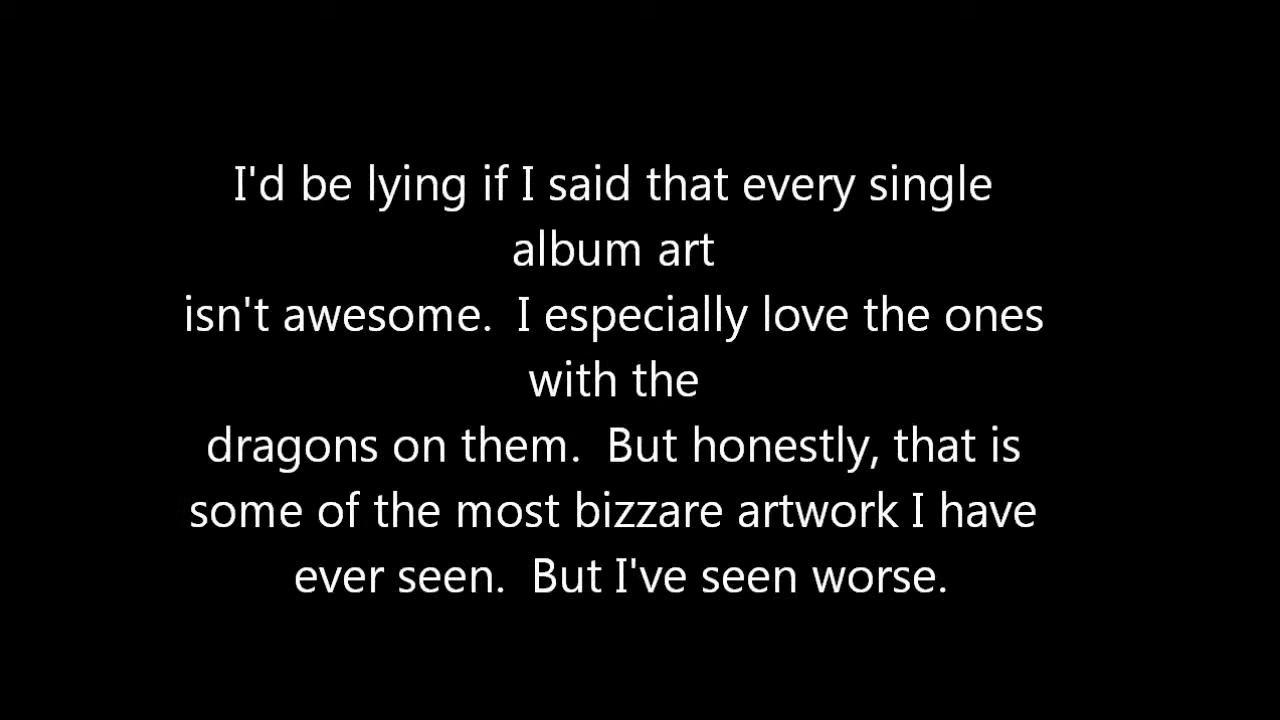 I'd be lying if I said that every single
album art
isn't awesome.  I especially love the ones
with the
dragons on them.  But honestly, that is
some of the most bizzare artwork I have
ever seen.  But I've seen worse.